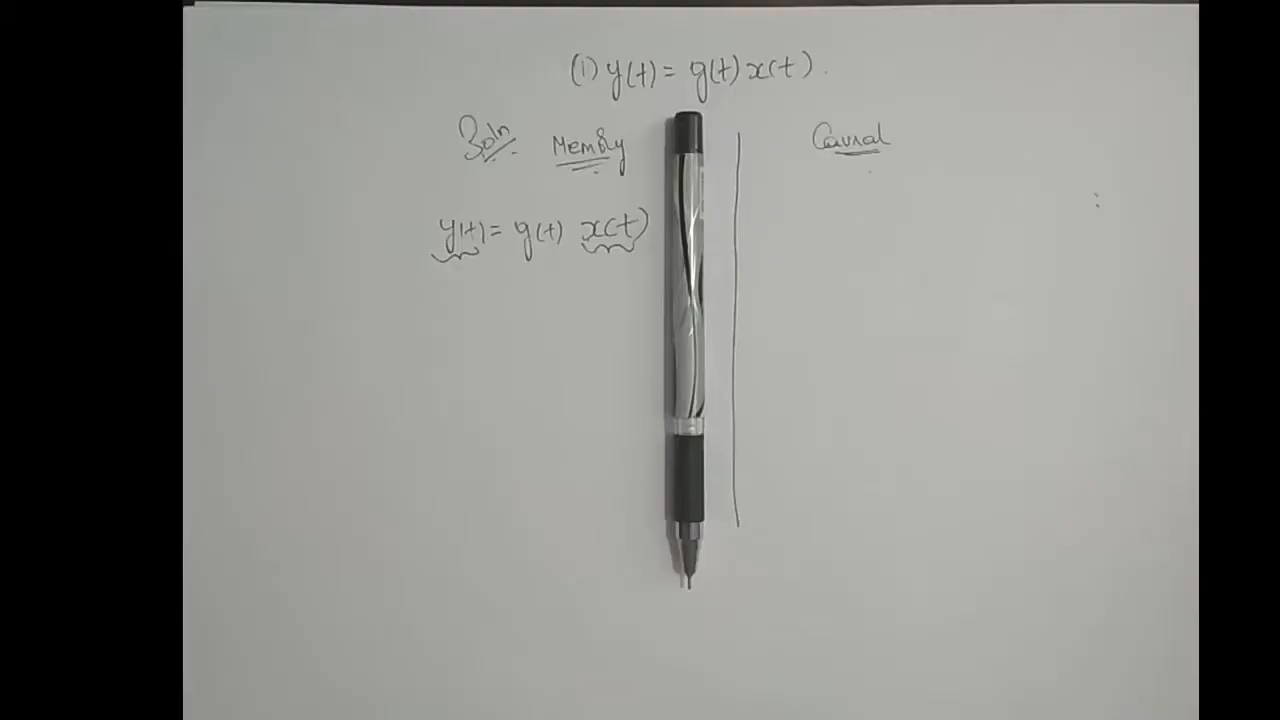 (1) y(t) = g(t) x(t).
Soln Memory
Causal
y(t) = g(t) x(t)